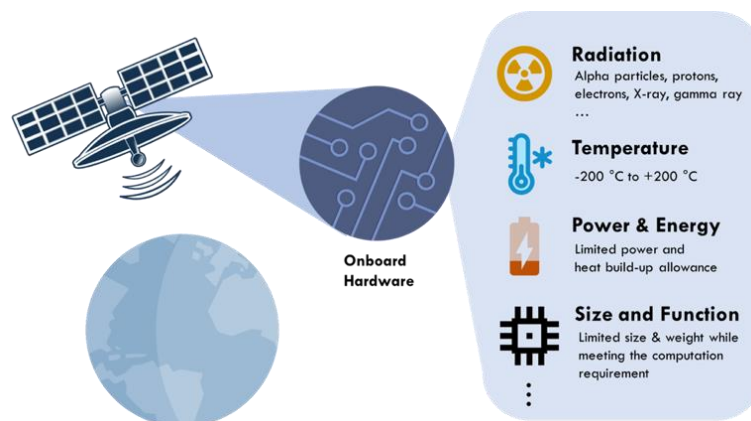 Radiation
Alpha particles, protons,
electrons, X-ray, gamma ray
...
Temperature
-200 °C to +200 °C
Power & Energy
Limited power and
heat build-up allowance
Onboard
Hardware
Size and Function
Limited size & weight while
meeting the computation
requirement